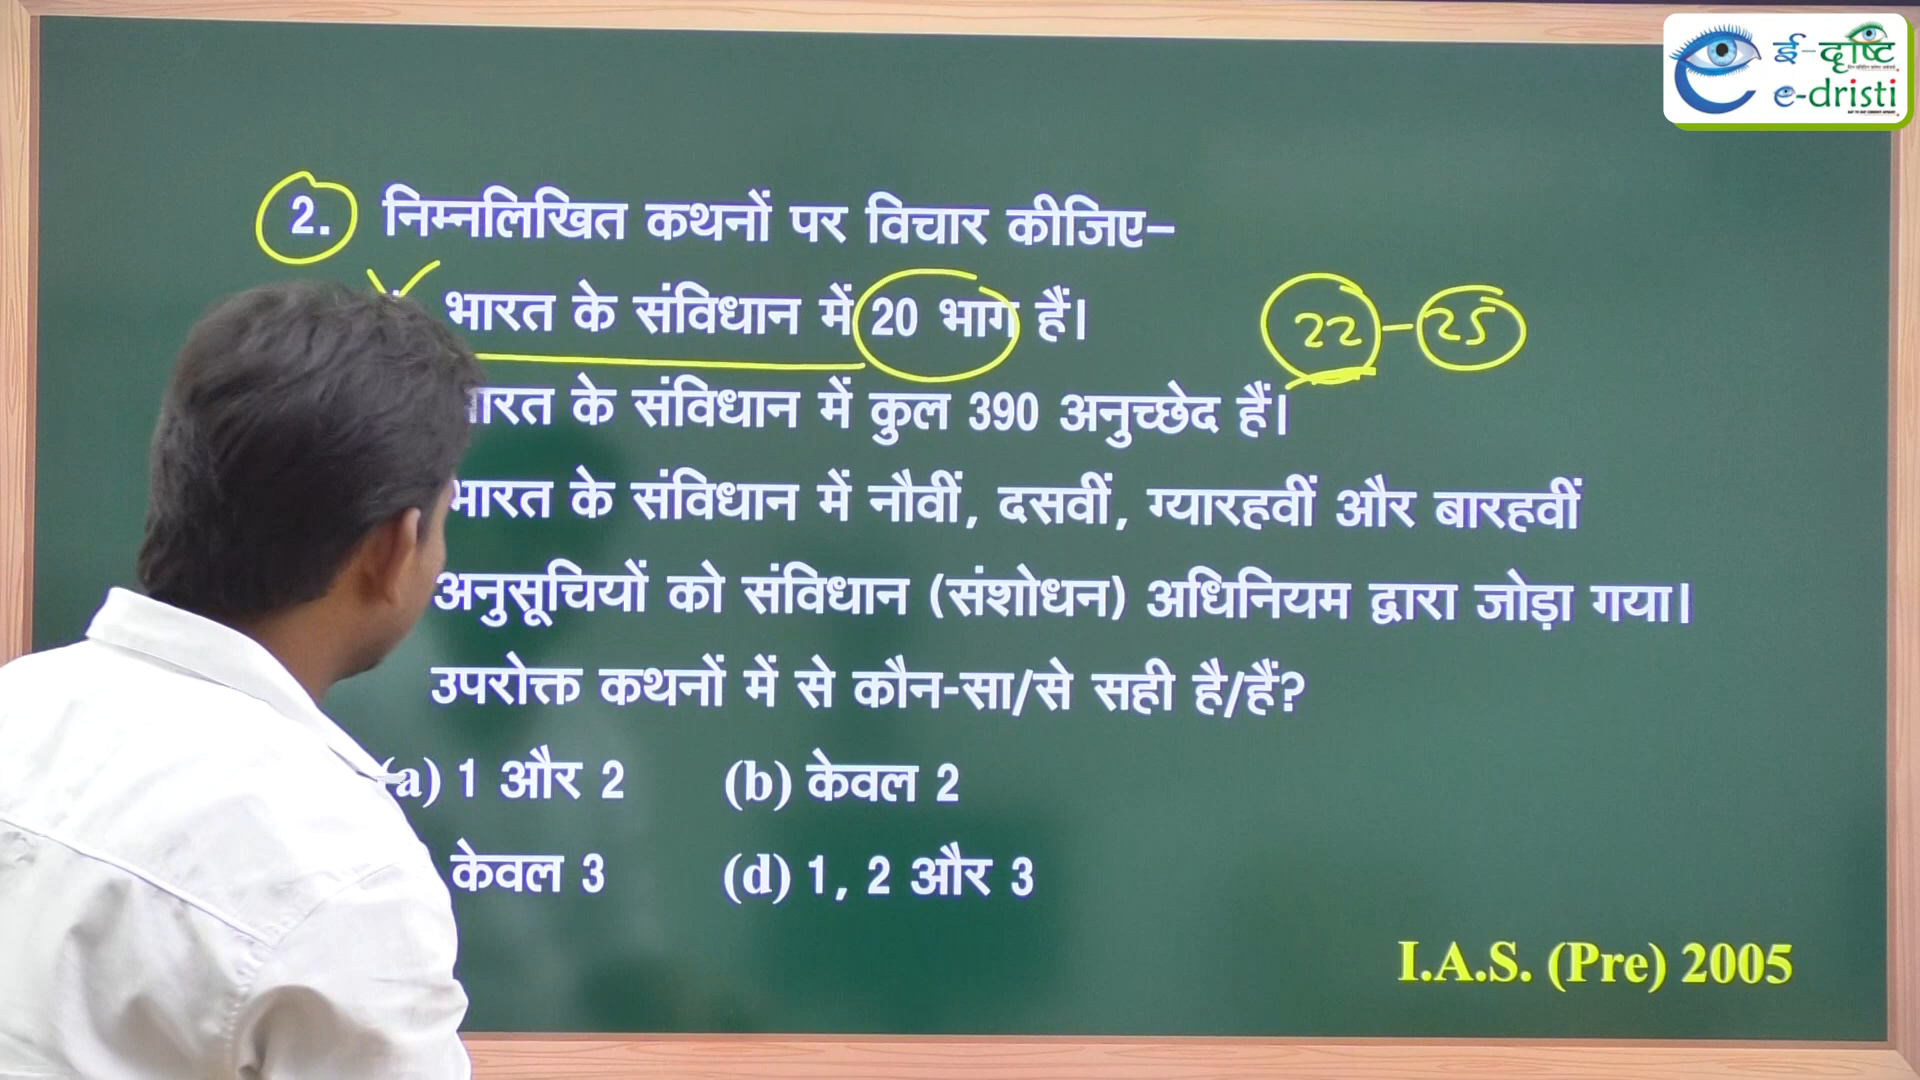 ई-दृष्टि
e-dristi
2. निम्नलिखित कथनों पर विचार कीजिए–
भारत के संविधान में 20 भाग हैं। 22 – 25
भारत के संविधान में कुल 390 अनुच्छेद हैं।
भारत के संविधान में नौवीं, दसवीं, ग्यारहवीं और बारहवीं
अनुसूचियों को संविधान (संशोधन) अधिनियम द्वारा जोड़ा गया।
उपरोक्त कथनों में से कौन-सा/से सही है/हैं?
(a) 1 और 2 (b) केवल 2
केवल 3 (d) 1, 2 और 3
I.A.S. (Pre) 2005